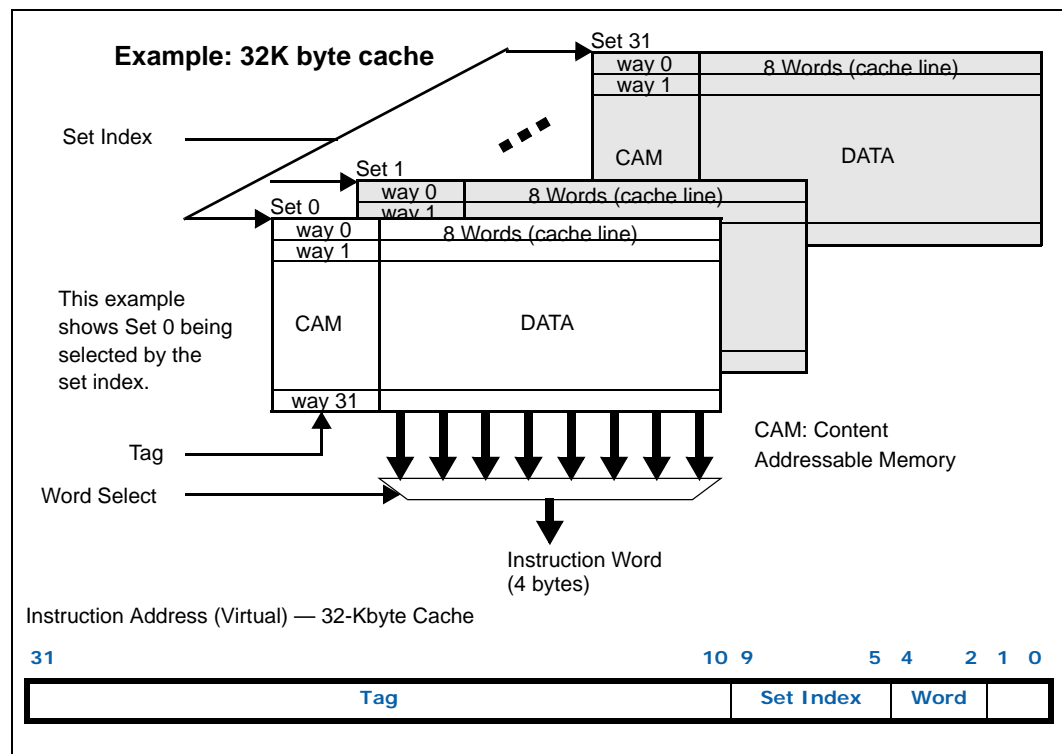 Example: 32K byte cache
Set 31
way 0
8 Words (cache line)
way 1
CAM
DATA
Set Index
Set 1
way 0
8 Words (cache line)
way 1
Set 0
way 0
8 Words (cache line)
way 1
CAM
DATA
way 31
This example
shows Set 0 being
selected by the
set index.
Tag
Word Select
CAM: Content
Addressable Memory
Instruction Word
(4 bytes)
Instruction Address (Virtual) — 32-Kbyte Cache
31 10 9 5 4 2 1 0
Tag Set Index Word